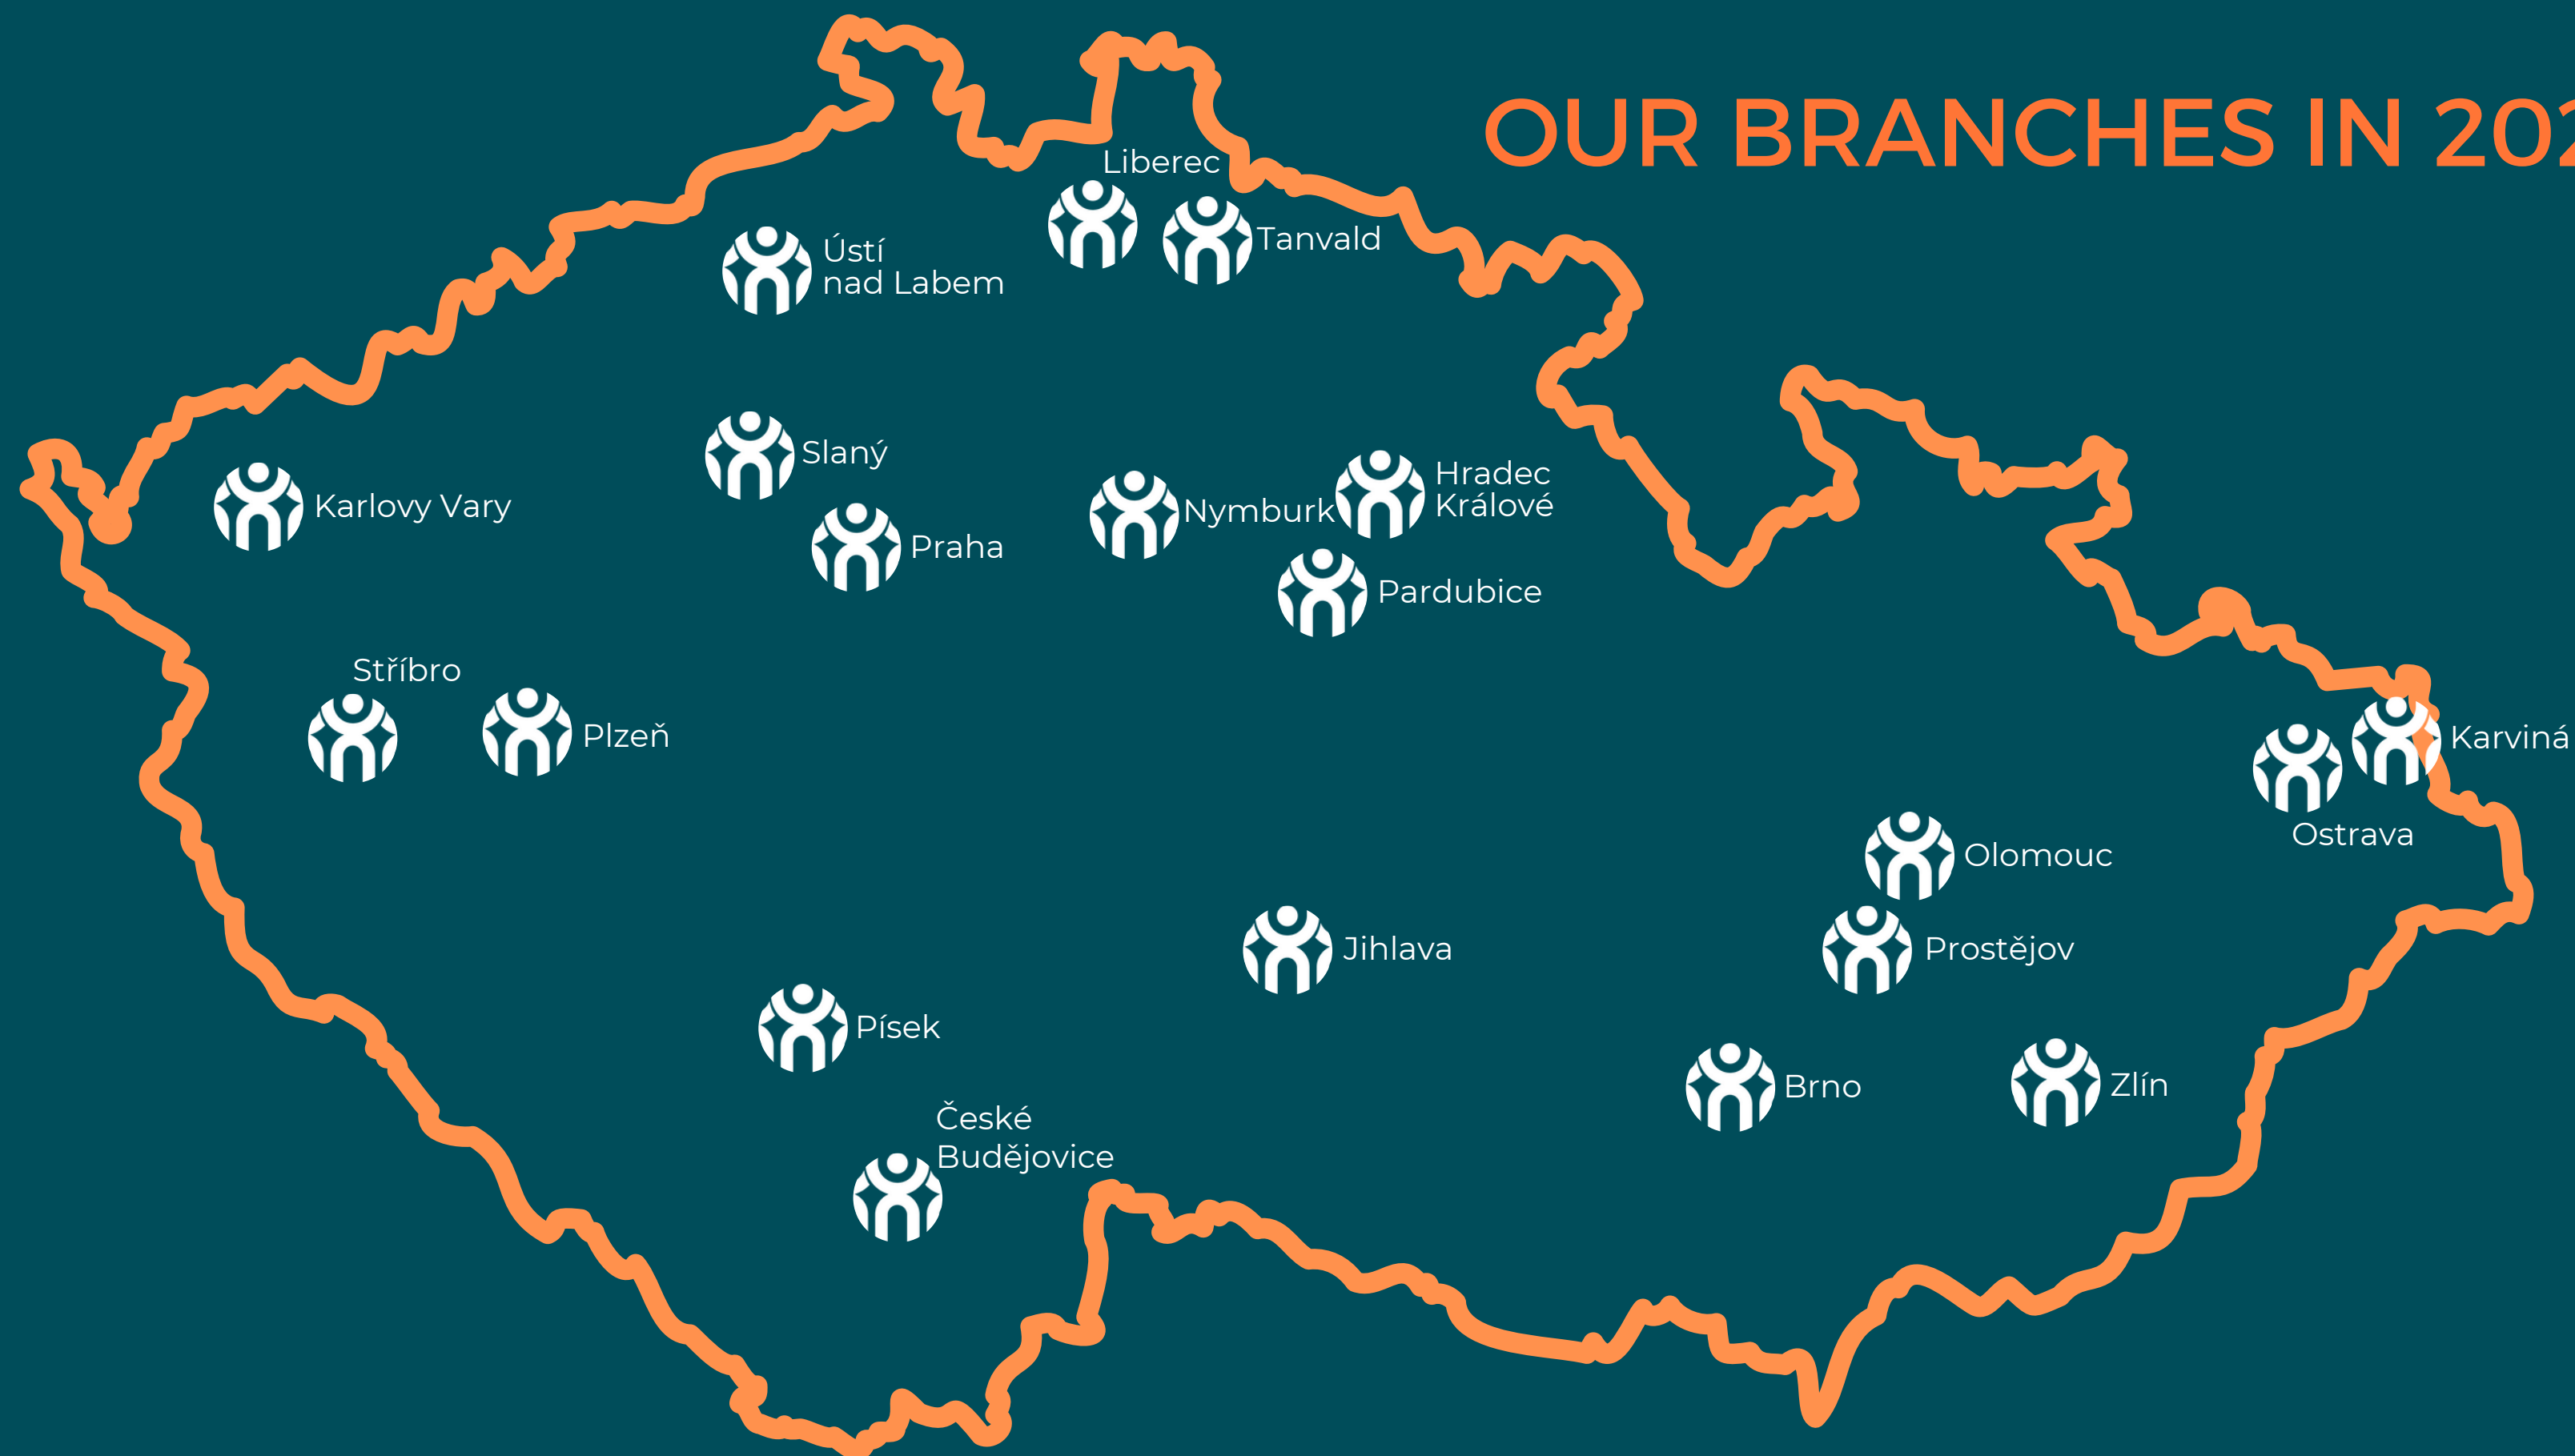 OUR BRANCHES IN 202
Liberec
Tanvald
Ústí
nad Labem
Slaný
Karlovy Vary
Praha
Nymburk
Hradec
Králové
Pardubice
Stříbro
Plzeň
Karviná
Ostrava
Olomouc
Prostějov
Jihlava
Písek
Brno
Zlín
České
Budějovice